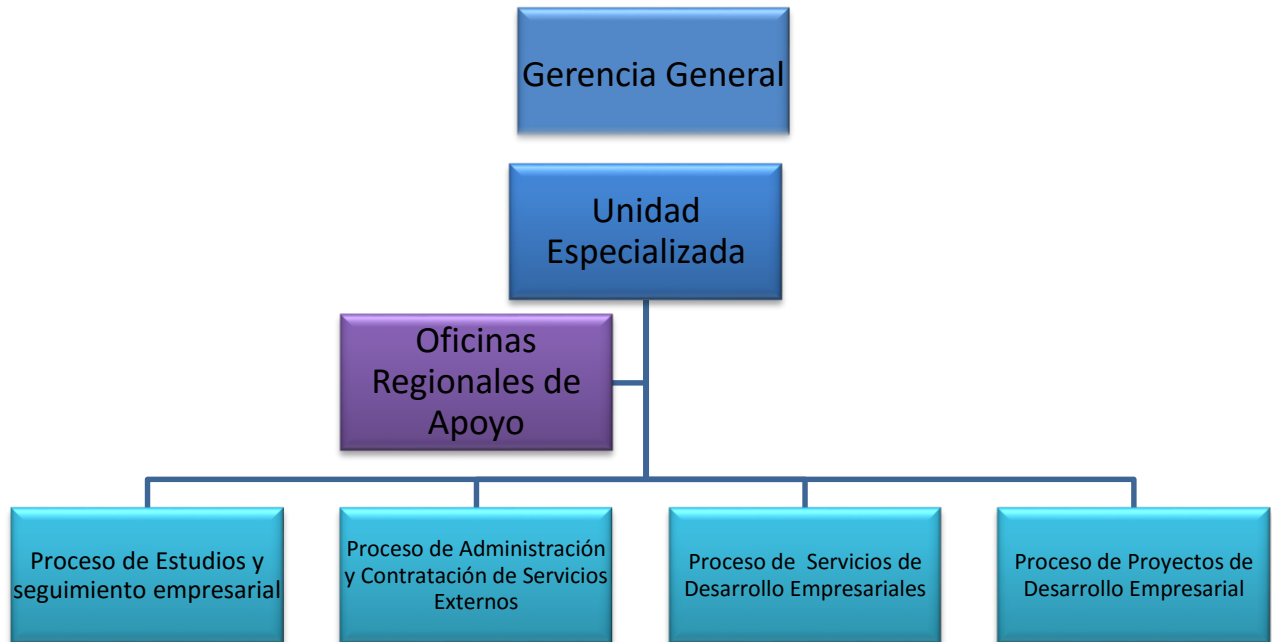 Gerencia General
Unidad
Especializada
Oficinas
Regionales de
Apoyo
Proceso de Estudios y
seguimiento empresarial
Proceso de Administración
y Contratación de Servicios
Externos
Proceso de  Servicios de
Desarrollo Empresariales
Proceso de Proyectos de
Desarrollo Empresarial